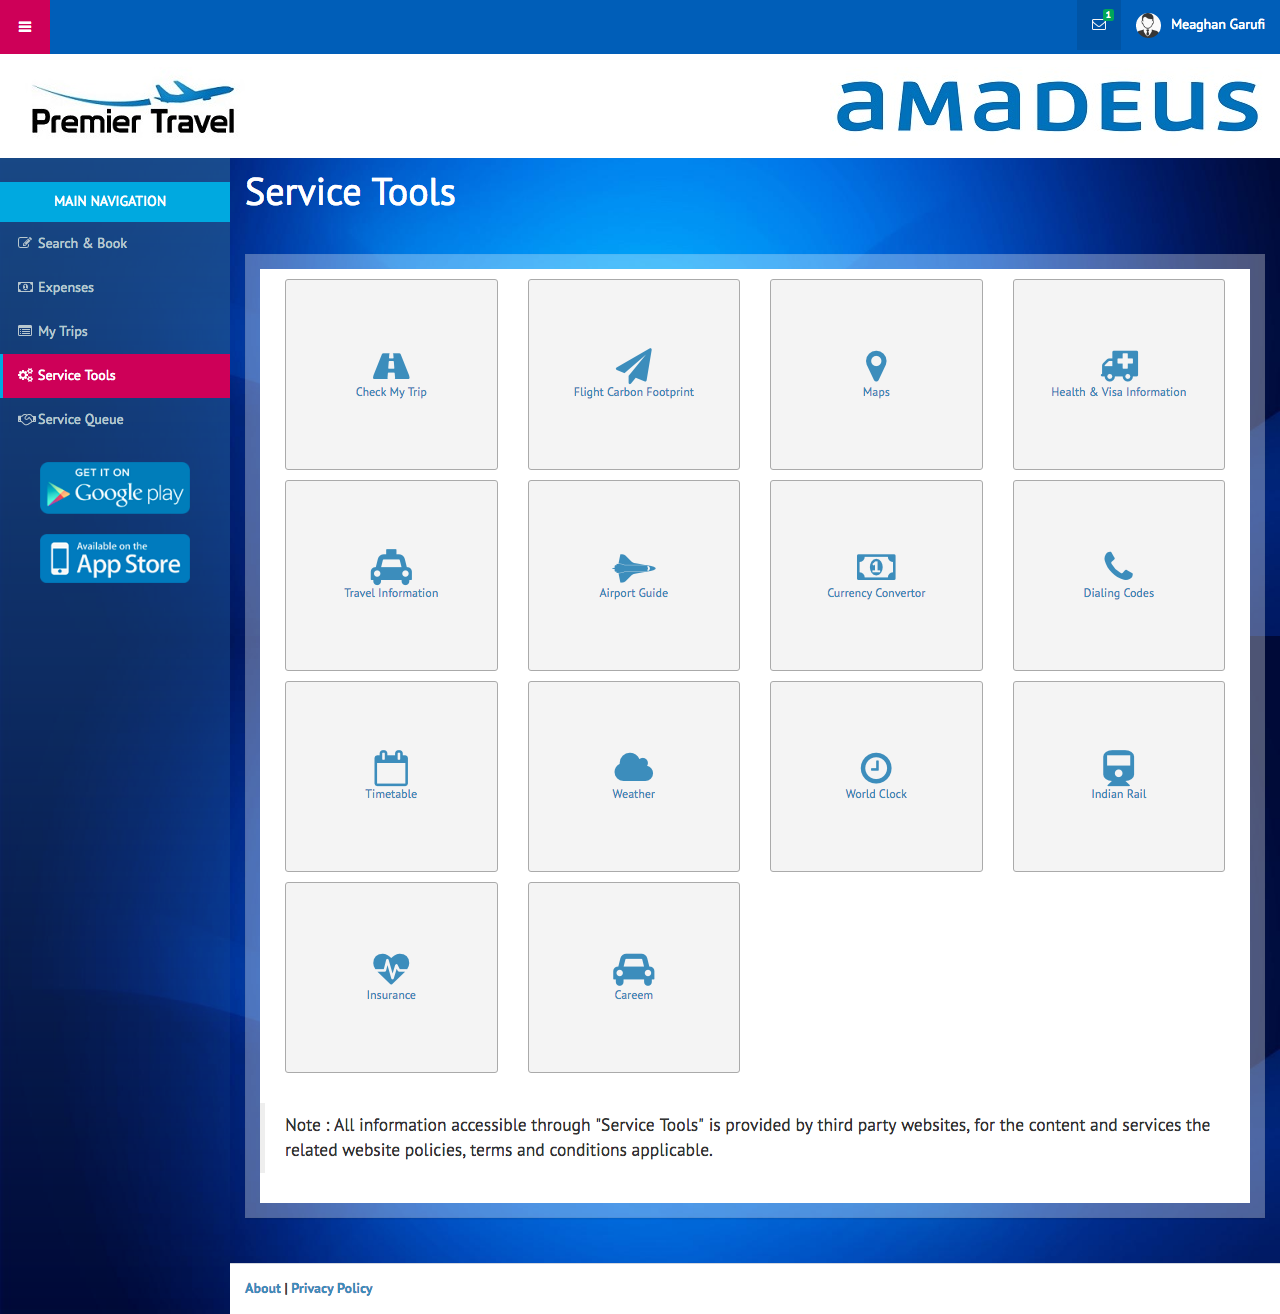 1
Meaghan Garufi
Premier Travel
amadeus
MAIN NAVIGATION
Search & Book
Expenses
My Trips
Service Tools
Service Queue
GET IT ON
Google play
Available on the
App Store
Service Tools
Check My Trip
Flight Carbon Footprint
Maps
Health & Visa Information
Travel Information
Airport Guide
1
Currency Convertor
Dialing Codes
Timetable
Weather
World Clock
Indian Rail
Insurance
Careem
Note : All information accessible through "Service Tools" is provided by third party websites, for the content and services the
related website policies, terms and conditions applicable.
About | Privacy Policy